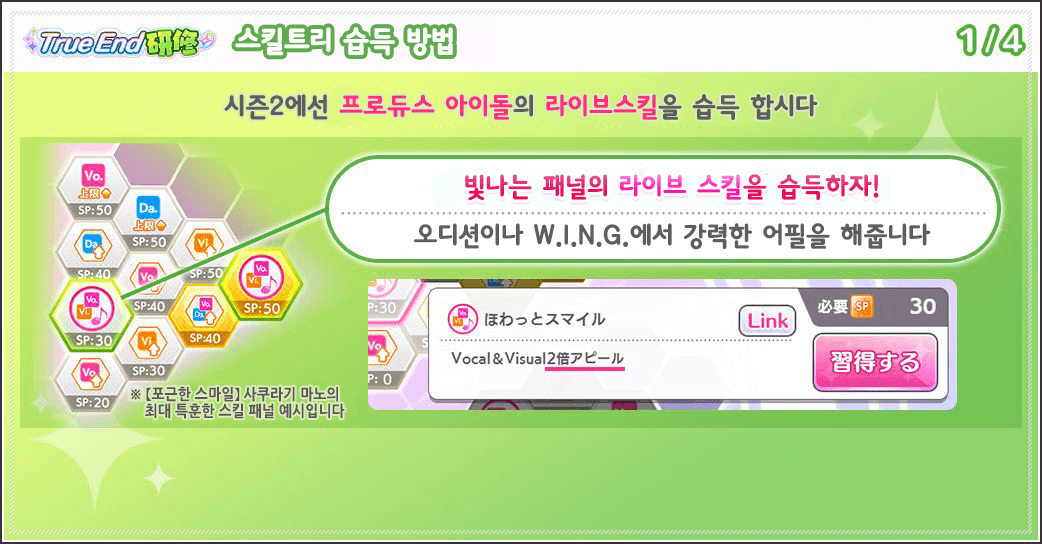 True End 研修 스킬트리 습득 방법
1/4
시즌2에선 프로듀스 아이돌의 라이브스킬을 습득 합시다
빛나는 패널의 라이브 스킬을 습득하자!
오디션이나 W.I.N.G.에서 강력한 어필을 해줍니다
Vo.
上限
SP:50
Da.
上限
SP:50
Da
SP:40
Vi
SP:50
Vo
SP:40
Vo.
Vi.
SP:50
Vo.
Vi.
SP:30
Vo.
Da.
SP:40
Vi
SP:30
Vo
SP:20
※ [포근한 스마일] 사쿠라기 마노의
최대 특훈한 스킬 패널 예시입니다
:30
Vo
P: 0
Vo.
Vi.
ほわっとスマイル
Link
必要 SP 30
Vocal＆Visual2倍アピール
習得する